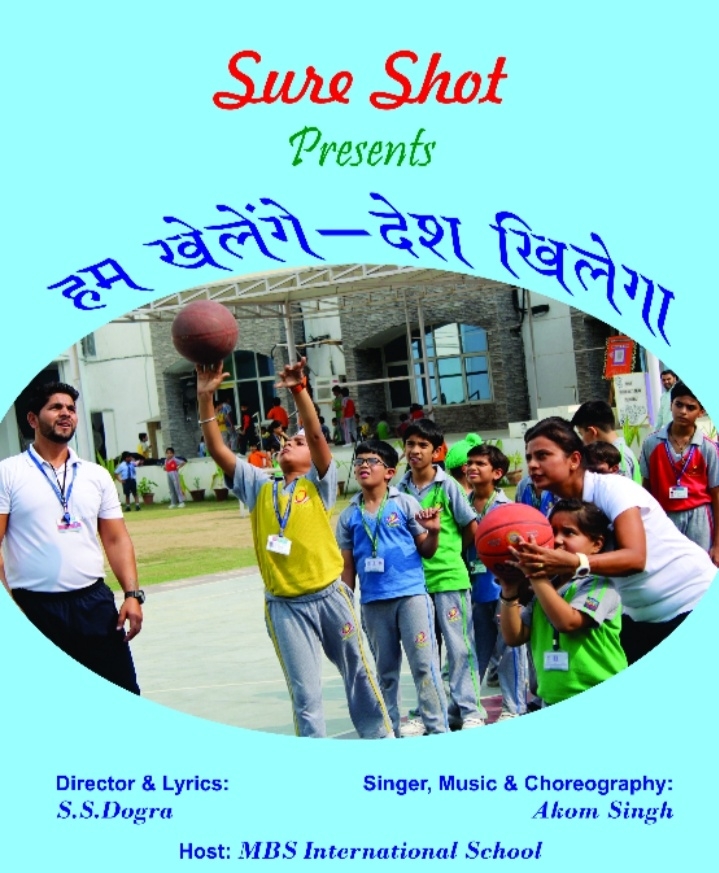 Sure Shot
Presents
हम खेलेंगे – देश खिलेगा
Director & Lyrics:
S.S.Dogra
Singer, Music & Choreography:
Akom Singh
Host: MBS International School